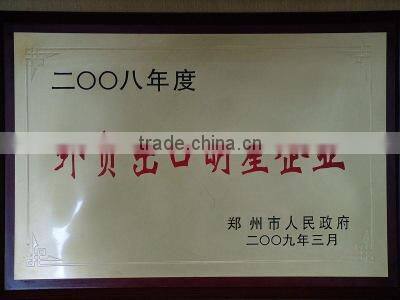 二〇〇八年度
trade.china.cn
外贸出口明星企业
郑州市人民政府
二〇〇九年三月